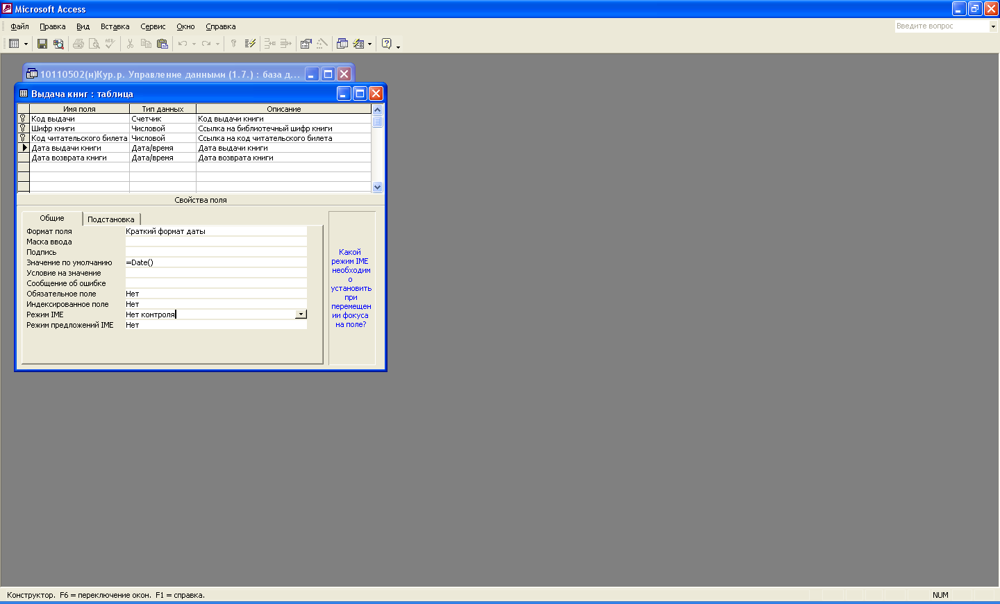 Microsoft Access
Файл Правка Вид Вставка Сервис Окно Справка
Введите вопрос
10110502(н)Кур.р. Управление данными (1.7.) : база д...
Выдача книг : таблица
Имя поля Тип данных Описание
Код выдачи Счетчик Код выдачи книги
Шифр книги Числовой Ссылка на библиотечный шифр книги
Код читательского билета Числовой Ссылка на код читательского билета
Дата выдачи книги Дата/время Дата выдачи книги
Дата возврата книги Дата/время Дата возврата книги
Свойства поля
Общие Подстановка
Формат поля Краткий формат даты
Маска ввода
Подпись
Значение по умолчанию =Date()
Условие на значение
Сообщение об ошибке
Обязательное поле Нет
Индексированное поле Нет
Режим IME Нет контроля
Режим предложений IME Нет
Какой
режим IME
необходим
о
установить
при
перемещен
ии фокуса
на поле?
Конструктор. F6 = переключение окон. F1 = справка.
NUM